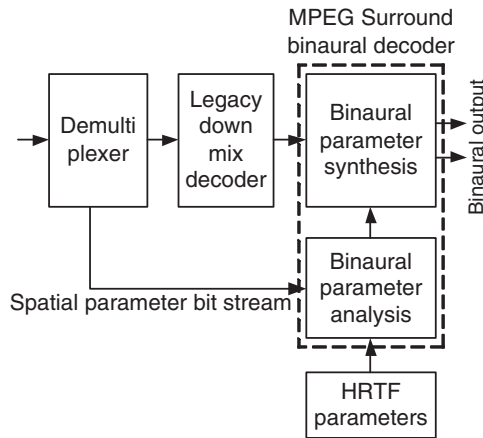 MPEG Surround
binaural decoder
Demulti
plexer
Legacy
down
mix
decoder
Binaural
parameter
synthesis
Binaural output
Spatial parameter bit stream
Binaural
parameter
analysis
HRTF
parameters